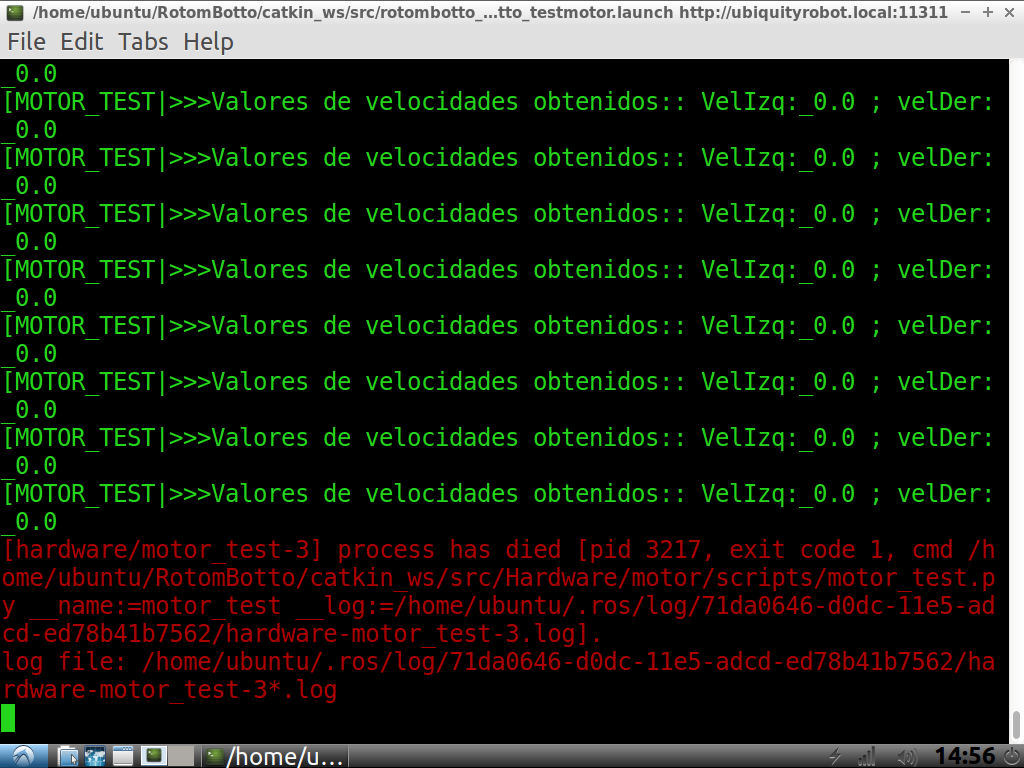 /home/ubuntu/RotomBotto/catkin_ws/src/rotombotto_...tto_testmotor.launch http://ubiquityrobot.local:11311
File Edit Tabs Help
_0.0
[MOTOR_TEST|>>>Valores de velocidades obtenidos:: VelIzq:_0.0 ; velDer:
_0.0
[MOTOR_TEST|>>>Valores de velocidades obtenidos:: VelIzq:_0.0 ; velDer:
_0.0
[MOTOR_TEST|>>>Valores de velocidades obtenidos:: VelIzq:_0.0 ; velDer:
_0.0
[MOTOR_TEST|>>>Valores de velocidades obtenidos:: VelIzq:_0.0 ; velDer:
_0.0
[MOTOR_TEST|>>>Valores de velocidades obtenidos:: VelIzq:_0.0 ; velDer:
_0.0
[MOTOR_TEST|>>>Valores de velocidades obtenidos:: VelIzq:_0.0 ; velDer:
_0.0
[MOTOR_TEST|>>>Valores de velocidades obtenidos:: VelIzq:_0.0 ; velDer:
_0.0
[MOTOR_TEST|>>>Valores de velocidades obtenidos:: VelIzq:_0.0 ; velDer:
_0.0
[hardware/motor_test-3] process has died [pid 3217, exit code 1, cmd /h
ome/ubuntu/RotomBotto/catkin_ws/src/Hardware/motor/scripts/motor_test.p
y __name:=motor_test __log:=/home/ubuntu/.ros/log/71da0646-d0dc-11e5-ad
cd-ed78b41b7562/hardware-motor_test-3.log].
log file: /home/ubuntu/.ros/log/71da0646-d0dc-11e5-adcd-ed78b41b7562/ha
rdware-motor_test-3*.log
/home/u...
14:56